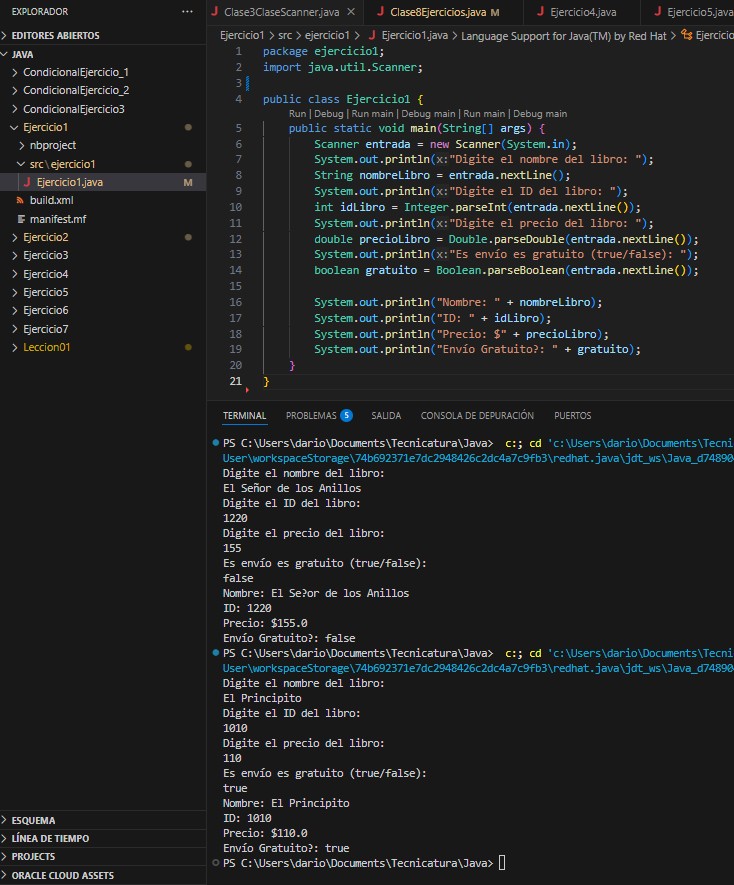 EXPLORADOR
EDITORES ABIERTOS
JAVA
CondicionalEjercicio_1
CondicionalEjercicio_2
CondicionalEjercicio3
Ejercicio1
nbproject
src\ejercicio1
Ejercicio1.java M
build.xml
manifest.mf
Ejercicio2
Ejercicio3
Ejercicio4
Ejercicio5
Ejercicio6
Ejercicio7
Leccion01
ESQUEMA
LÍNEA DE TIEMPO
PROJECTS
ORACLE CLOUD ASSETS
Clase3ClaseScanner.java Clase8Ejercicios.java M Ejercicio4.java Ejercicio5.java
Ejercicio1 > src > ejercicio1 > Ejercicio1.java > Language Support for Java(TM) by Red Hat > Ejercicio
1 package ejercicio1;
2 import java.util.Scanner;
3
4 public class Ejercicio1 {
Run | Debug | Run main | Debug main | Run main | Debug main
5 public static void main(String[] args) {
6 Scanner entrada = new Scanner(System.in);
7 System.out.println(x:"Digite el nombre del libro: ");
8 String nombreLibro = entrada.nextLine();
9 System.out.println(x:"Digite el ID del libro: ");
10 int idLibro = Integer.parseInt(entrada.nextLine());
11 System.out.println(x:"Digite el precio del libro: ");
12 double precioLibro = Double.parseDouble(entrada.nextLine());
13 System.out.println(x:"Es envío es gratuito (true/false): ");
14 boolean gratuito = Boolean.parseBoolean(entrada.nextLine());
15
16 System.out.println("Nombre: " + nombreLibro);
17 System.out.println("ID: " + idLibro);
18 System.out.println("Precio: $" + precioLibro);
19 System.out.println("Envío Gratuito?: " + gratuito);
20 }
21 }
TERMINAL PROBLEMAS 5 SALIDA CONSOLA DE DEPURACIÓN PUERTOS
PS C:\Users\dario\Documents\Tecnicatura\Java> c:; cd 'c:\Users\dario\Documents\Tecni
User\workspaceStorage\74b692371e7dc2948426c2dc4a7c9fb3\redhat.java\jdt_ws\Java_d74890
Digite el nombre del libro:
El Señor de los Anillos
Digite el ID del libro:
1220
Digite el precio del libro:
155
Es envío es gratuito (true/false):
false
Nombre: El Se?or de los Anillos
ID: 1220
Precio: $155.0
Envío Gratuito?: false
PS C:\Users\dario\Documents\Tecnicatura\Java> c:; cd 'c:\Users\dario\Documents\Tecni
User\workspaceStorage\74b692371e7dc2948426c2dc4a7c9fb3\redhat.java\jdt_ws\Java_d74890
Digite el nombre del libro:
El Principito
Digite el ID del libro:
1010
Digite el precio del libro:
110
Es envío es gratuito (true/false):
true
Nombre: El Principito
ID: 1010
Precio: $110.0
Envío Gratuito?: true
PS C:\Users\dario\Documents\Tecnicatura\Java>